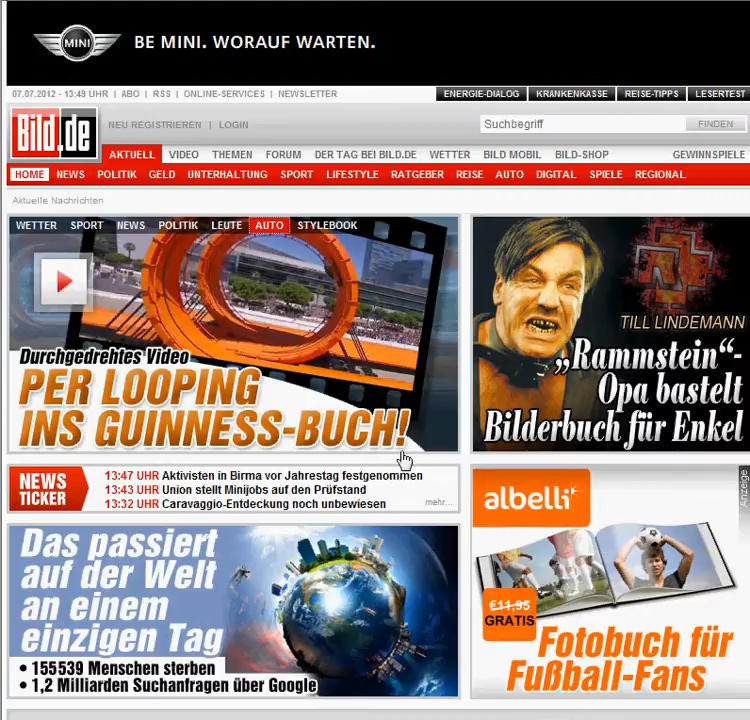 MINI
BE MINI. WORAUF WARTEN.
07.07.2012 - 13:49 UHR | ABO | RSS | ONLINE-SERVICES | NEWSLETTER
ENERGIE-DIALOG KRANKENKASSE REISE-TIPPS LESERTEST
Bild.de
NEU REGISTRIEREN | LOGIN
Suchbegriff FINDEN
AKTUELL VIDEO THEMEN FORUM DER TAG BEI BILD.DE WETTER BILD MOBIL BILD-SHOP GEWINNSPIELE
HOME NEWS POLITIK GELD UNTERHALTUNG SPORT LIFESTYLE RATGEBER REISE AUTO DIGITAL SPIELE REGIONAL
Aktuelle Nachrichten
WETTER SPORT NEWS POLITIK LEUTE AUTO STYLEBOOK
Durchgedrehtes Video
PER LOOPING
INS GUINNESS-BUCH!
TILL LINDEMANN
„Rammstein“-
Opa bastelt
Bilderbuch für Enkel
NEWS
TICKER
13:47 UHR Aktivisten in Birma vor Jahrestag festgenommen
13:43 UHR Union stellt Minijobs auf den Prüfstand
13:32 UHR Caravaggio-Entdeckung noch unbewiesen
mehr...
Anzeige
albelli
€11,95
GRATIS
Fotobuch für
Fußball-Fans
Das passiert
auf der Welt
an einem
einzigen Tag
• 155539 Menschen sterben
• 1,2 Milliarden Suchanfragen über Google